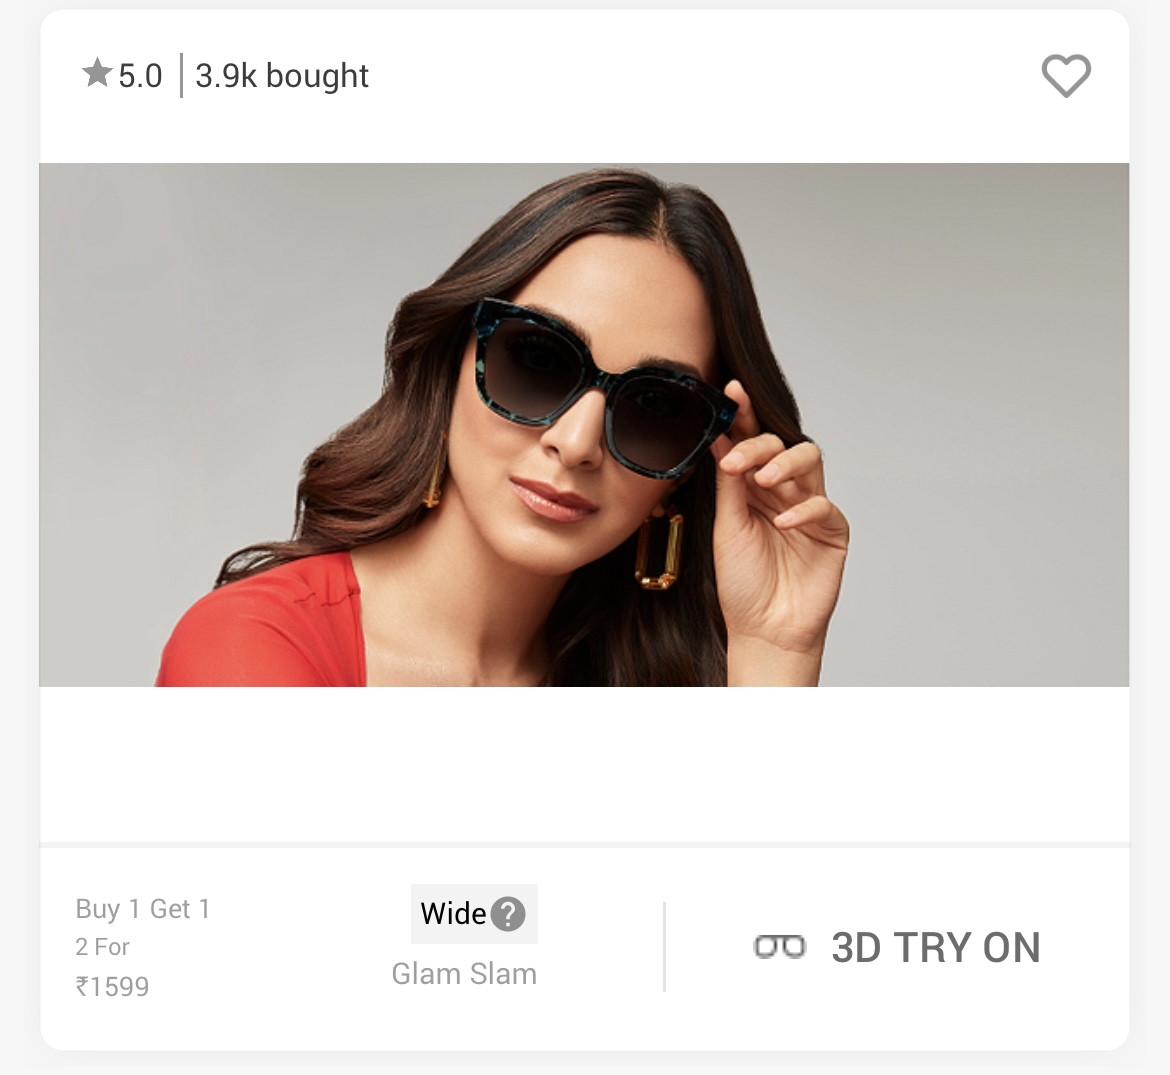 5.0 | 3.9k bought
Buy 1 Get 1
2 For
₹1599
Wide ?
Glam Slam
3D TRY ON